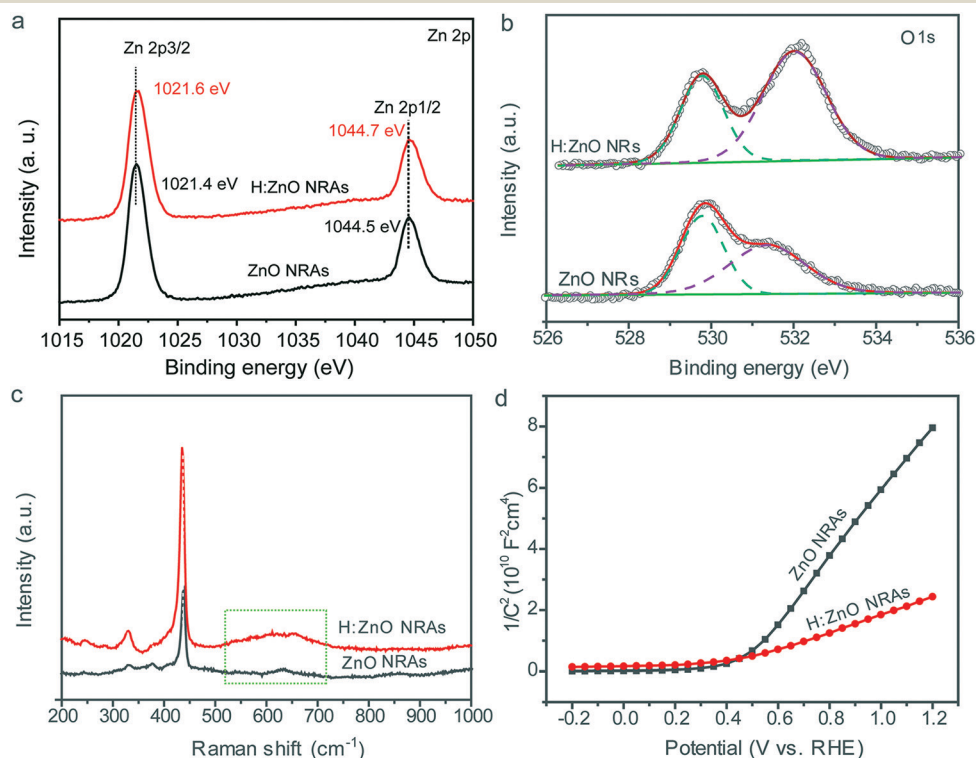 a
Zn 2p3/2
Zn 2p
1021.6 eV
Zn 2p1/2
1044.7 eV
1021.4 eV
H:ZnO NRAs
1044.5 eV
ZnO NRAs
Intensity (a. u.)
1015 1020 1025 1030 1035 1040 1045 1050
Binding energy (eV)
b
O 1s
H:ZnO NRs
ZnO NRs
Intensity (a. u.)
526 528 530 532 534 536
Binding energy (eV)
c
H:ZnO NRAs
ZnO NRAs
Intensity (a.u.)
200 300 400 500 600 700 800 900 1000
Raman shift (cm⁻¹)
d
8
6
4
2
0
ZnO NRAs
H:ZnO NRAs
1/C² (10¹⁰ F⁻²cm⁴)
-0.2 0.0 0.2 0.4 0.6 0.8 1.0 1.2
Potential (V vs. RHE)